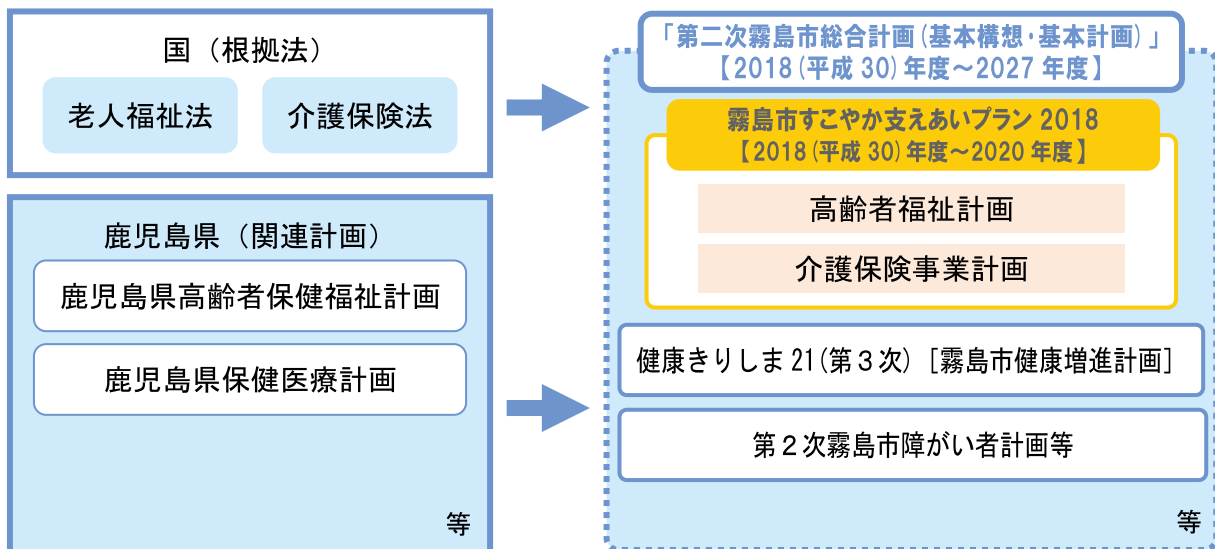 国（根拠法）
老人福祉法
介護保険法
鹿児島県（関連計画）
鹿児島県高齢者保健福祉計画
鹿児島県保健医療計画
等
「第二次霧島市総合計画(基本構想・基本計画)」
【2018(平成30)年度～2027年度】
霧島市すこやか支えあいプラン2018
【2018(平成30)年度～2020年度】
高齢者福祉計画
介護保険事業計画
健康きりしま21(第３次)［霧島市健康増進計画］
第２次霧島市障がい者計画等
等